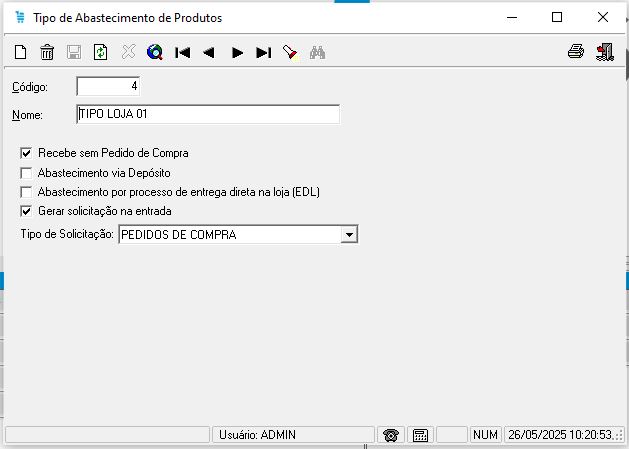 Tipo de Abastecimento de Produtos
Código: 4
Nome: TIPO LOJA 01
Recebe sem Pedido de Compra
Abastecimento via Depósito
Abastecimento por processo de entrega direta na loja (EDL)
Gerar solicitação na entrada
Tipo de Solicitação: PEDIDOS DE COMPRA
Usuário: ADMIN NUM 26/05/2025 10:20:53